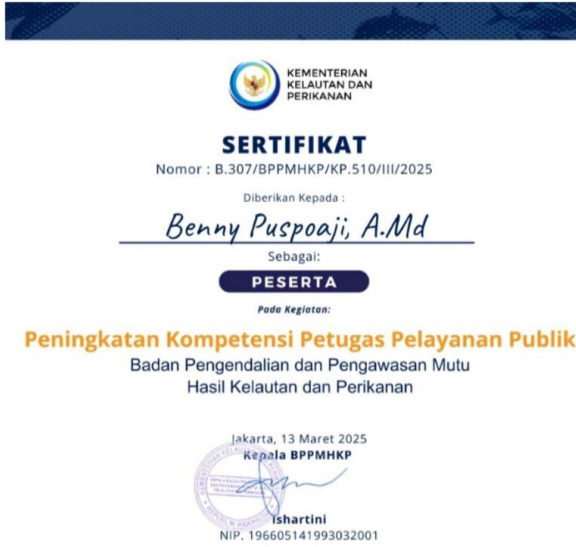 KEMENTERIAN
KELAUTAN DAN
PERIKANAN
SERTIFIKAT
Nomor : B.307/BPPMHKP/KP.510/III/2025
Diberikan Kepada :
Benny Puspoaji, A.Md
Sebagai:
PESERTA
Pada Kegiatan:
Peningkatan Kompetensi Petugas Pelayanan Publik
Badan Pengendalian dan Pengawasan Mutu
Hasil Kelautan dan Perikanan
Jakarta, 13 Maret 2025
Kepala BPPMHKP
Ishartini
NIP. 196605141993032001